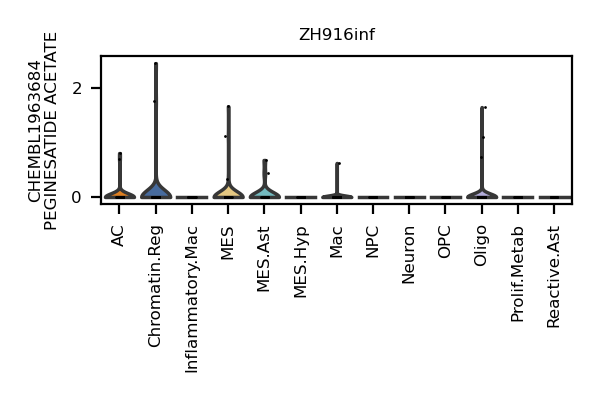 ZH916inf
CHEMBL1963684
PEGINESATIDE ACETATE
2
0
AC
Chromatin.Reg
Inflammatory.Mac
MES
MES.Ast
MES.Hyp
Mac
NPC
Neuron
OPC
Oligo
Prolif.Metab
Reactive.Ast